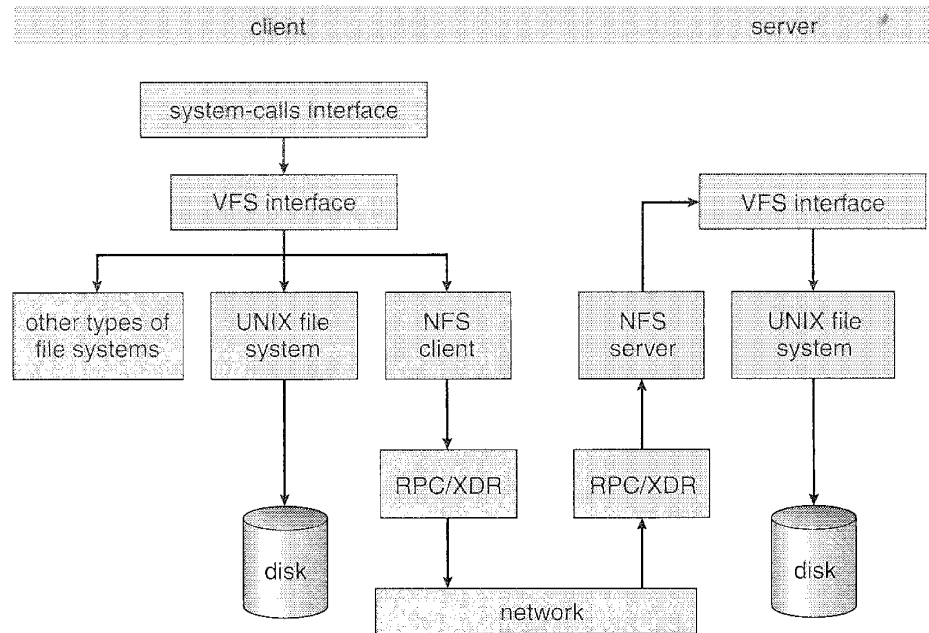 client
server
system-calls interface
VFS interface
VFS interface
other types of
file systems
UNIX file
system
NFS
client
NFS
server
UNIX file
system
RPC/XDR
RPC/XDR
disk
disk
network